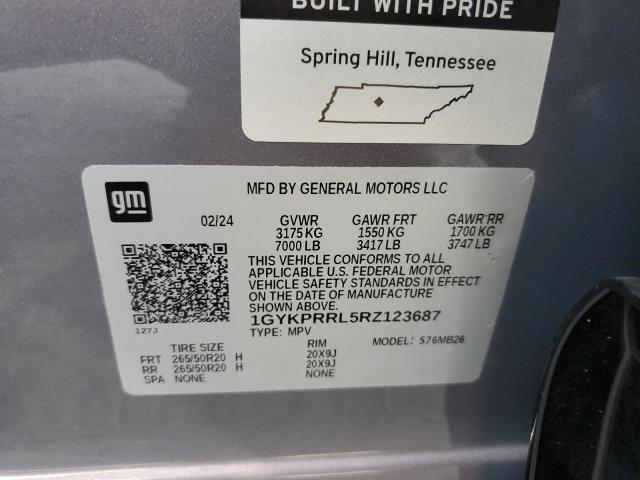 BUILT WITH PRIDE
Spring Hill, Tennessee
gm
MFD BY GENERAL MOTORS LLC
02/24 GVWR GAWR FRT GAWR RR
3175 KG 1550 KG 1700 KG
7000 LB 3417 LB 3747 LB
THIS VEHICLE CONFORMS TO ALL
APPLICABLE U.S. FEDERAL MOTOR
VEHICLE SAFETY STANDARDS IN EFFECT
ON THE DATE OF MANUFACTURE
SHOWN ABOVE.
1GYKPRRL5RZ123687
127J
TYPE: MPV MODEL: 576MB26
TIRE SIZE RIM
FRT 265/50R20 H 20X9J
RR 265/50R20 H 20X9J
SPA NONE NONE